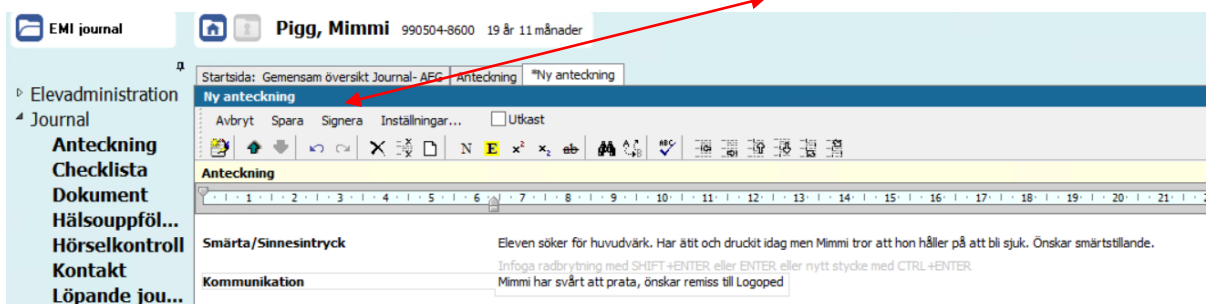 EMI journal
Pigg, Mimmi 990504-8600 19 år 11 månader
Startsida: Gemensam översikt Journal- AEG Anteckning *Ny anteckning
Elevadministration
Journal
Anteckning
Checklista
Dokument
Hälsouppföl...
Hörselkontroll
Kontakt
Löpande jou...
Ny anteckning
Avbryt Spara Signera Inställningar... Utkast
N E x² x₂ ab ABC
Anteckning
1 2 3 4 5 6 7 8 9 10 11 12 13 14 15 16 17 18 19 20 21
Smärta/Sinnesintryck Eleven söker för huvudvärk. Har ätit och druckit idag men Mimmi tror att hon håller på att bli sjuk. Önskar smärtstillande.
Infoga radbrytning med SHIFT+ENTER eller ENTER eller nytt stycke med CTRL+ENTER
Kommunikation Mimmi har svårt att prata, önskar remiss till Logoped